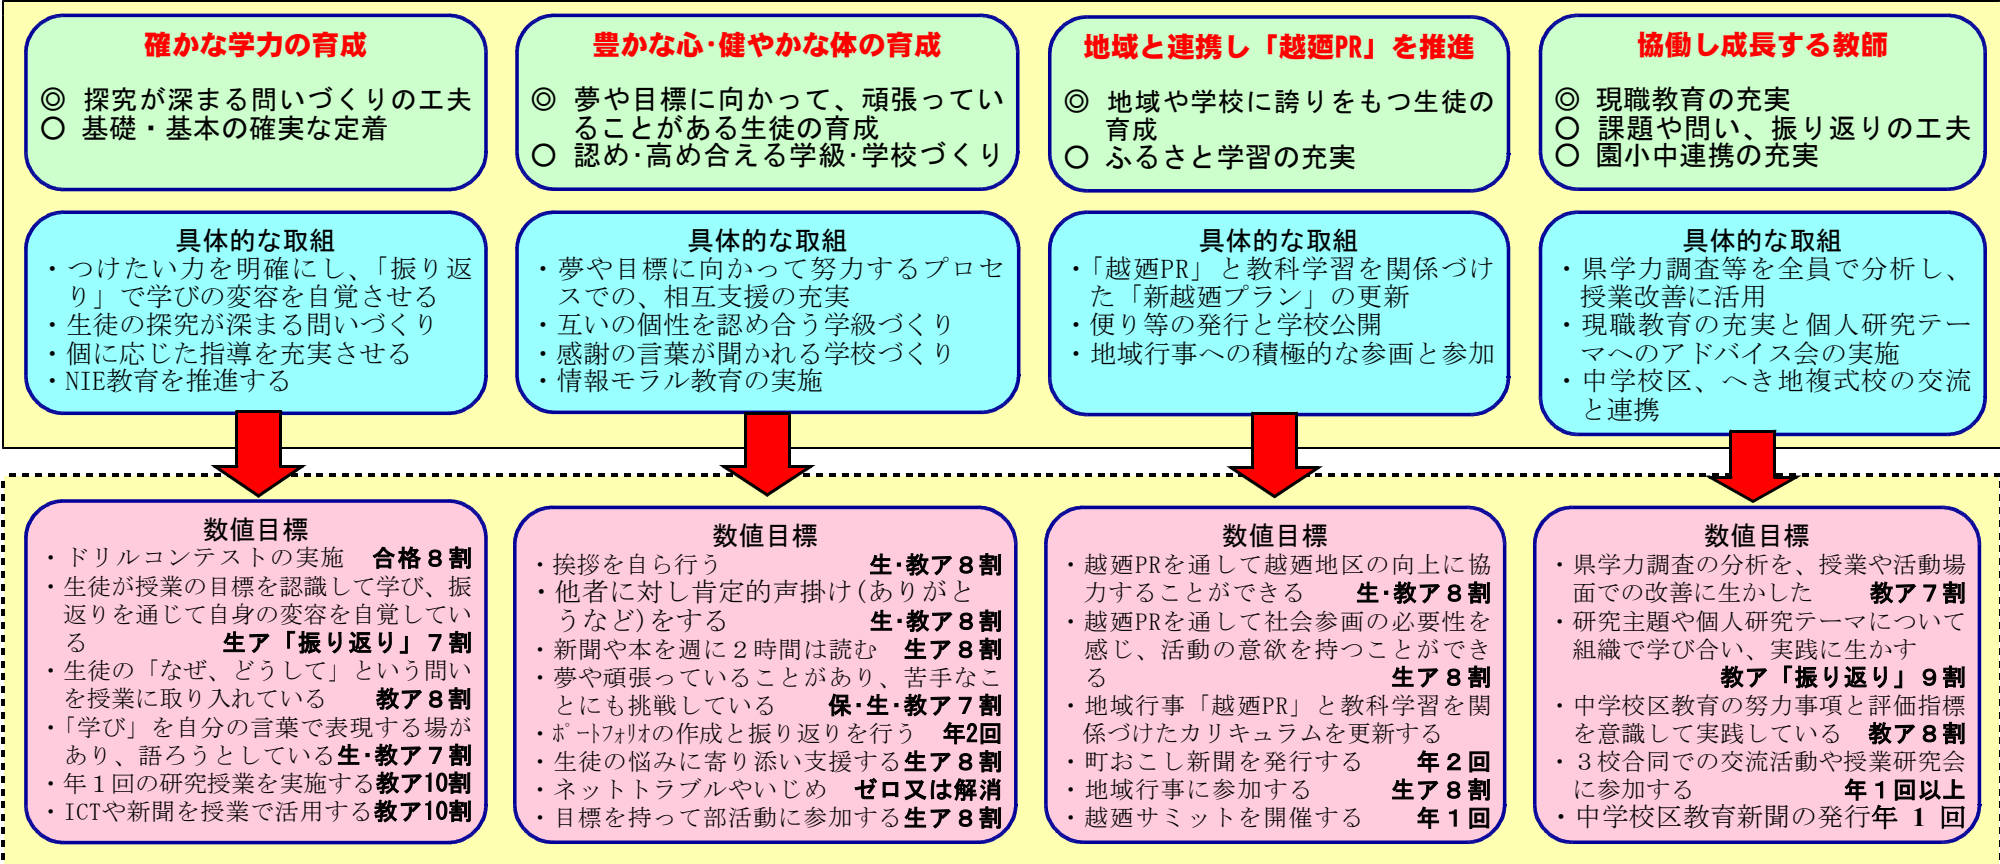 確かな学力の育成
◎ 探究が深まる問いづくりの工夫
○ 基礎・基本の確実な定着
豊かな心・健やかな体の育成
◎ 夢や目標に向かって、頑張ってい
ることがある生徒の育成
○ 認め・高め合える学級・学校づくり
地域と連携し「越廼PR」を推進
◎ 地域や学校に誇りをもつ生徒の
育成
○ ふるさと学習の充実
協働し成長する教師
◎ 現職教育の充実
○ 課題や問い、振り返りの工夫
○ 園小中連携の充実
具体的な取組
・つけたい力を明確にし、「振り返
り」で学びの変容を自覚させる
・生徒の探究が深まる問いづくり
・個に応じた指導を充実させる
・NIE教育を推進する
具体的な取組
・夢や目標に向かって努力するプロセ
スでの、相互支援の充実
・互いの個性を認め合う学級づくり
・感謝の言葉が聞かれる学校づくり
・情報モラル教育の実施
具体的な取組
・「越廼PR」と教科学習を関係づけ
た「新越廼プラン」の更新
・便り等の発行と学校公開
・地域行事への積極的な参画と参加
具体的な取組
・県学力調査等を全員で分析し、
授業改善に活用
・現職教育の充実と個人研究テー
マへのアドバイス会の実施
・中学校区、へき地複式校の交流
と連携
数値目標
・ドリルコンテストの実施 合格８割
・生徒が授業の目標を認識して学び、振
返りを通じて自身の変容を自覚してい
る 生ア「振り返り」７割
・生徒の「なぜ、どうして」という問い
を授業に取り入れている 教ア８割
・「学び」を自分の言葉で表現する場が
あり、語ろうとしている生・教ア７割
・年１回の研究授業を実施する教ア10割
・ICTや新聞を授業で活用する教ア10割
数値目標
・挨拶を自ら行う 生・教ア８割
・他者に対し肯定的声掛け(ありがと
うなど)をする 生・教ア８割
・新聞や本を週に２時間は読む 生ア８割
・夢や頑張っていることがあり、苦手なこ
とにも挑戦している 保・生・教ア７割
・ﾎﾟｰﾄﾌｫﾘｵの作成と振り返りを行う 年2回
・生徒の悩みに寄り添い支援する生ア８割
・ネットトラブルやいじめ ゼロ又は解消
・目標を持って部活動に参加する生ア８割
数値目標
・越廼PRを通して越廼地区の向上に協
力することができる 生・教ア８割
・越廼PRを通して社会参画の必要性を
感じ、活動の意欲を持つことができ
る 生ア８割
・地域行事「越廼PR」と教科学習を関
係づけたカリキュラムを更新する
・町おこし新聞を発行する 年２回
・地域行事に参加する 生ア８割
・越廼サミットを開催する 年１回
数値目標
・県学力調査の分析を、授業や活動場
面での改善に生かした 教ア７割
・研究主題や個人研究テーマについて
組織で学び合い、実践に生かす
教ア「振り返り」９割
・中学校区教育の努力事項と評価指標
を意識して実践している 教ア８割
・３校合同での交流活動や授業研究会
に参加する 年１回以上
・中学校区教育新聞の発行年 1 回